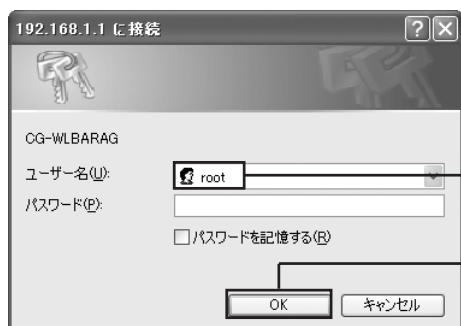 192.168.1.1 に接続
CG-WLBARAG
ユーザー名(U):
root
パスワード(P):
パスワードを記憶する(R)
OK
キャンセル